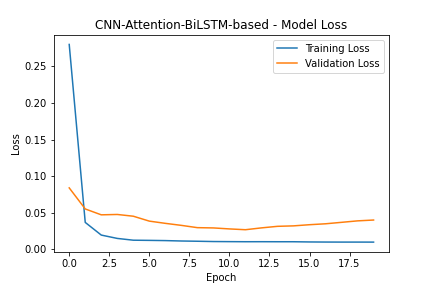 CNN-Attention-BiLSTM-based - Model Loss
Training Loss
Validation Loss
Loss
0.25
0.20
0.15
0.10
0.05
0.00
0.0 2.5 5.0 7.5 10.0 12.5 15.0 17.5
Epoch